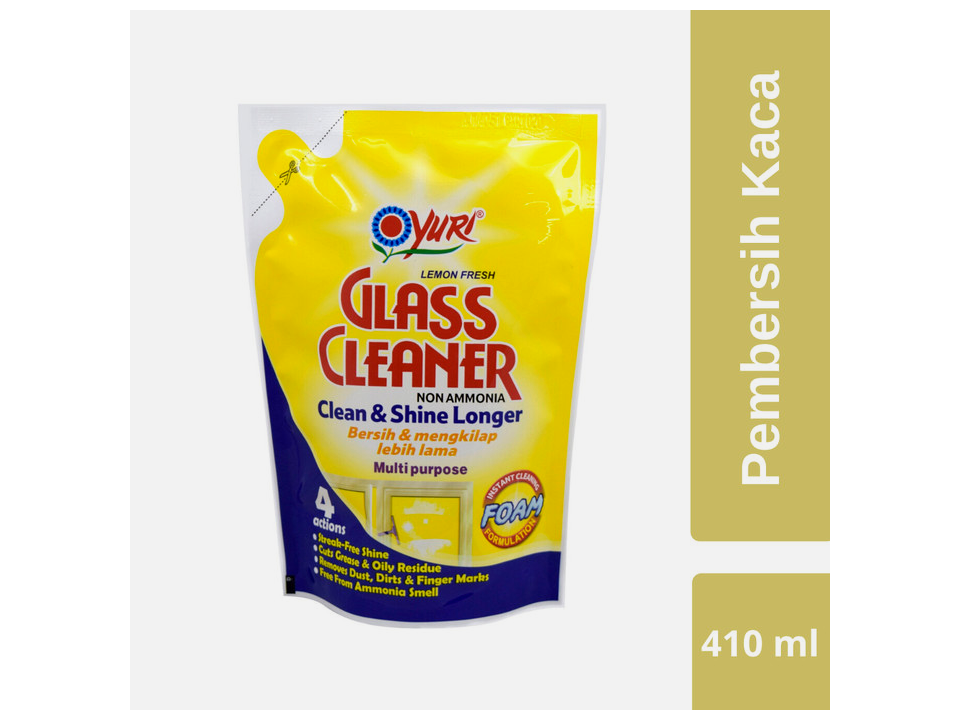 YURI®
LEMON FRESH
GLASS
CLEANER
NON AMMONIA
Clean & Shine Longer
Bersih & mengkilap
lebih lama
Multi purpose
INSTANT CLEANING
FOAM
FORMULATION
4
actions
• Streak-Free Shine
• Cuts Grease & Oily Residue
• Removes Dust, Dirts & Finger Marks
• Free From Ammonia Smell
Pembersih Kaca
410 ml